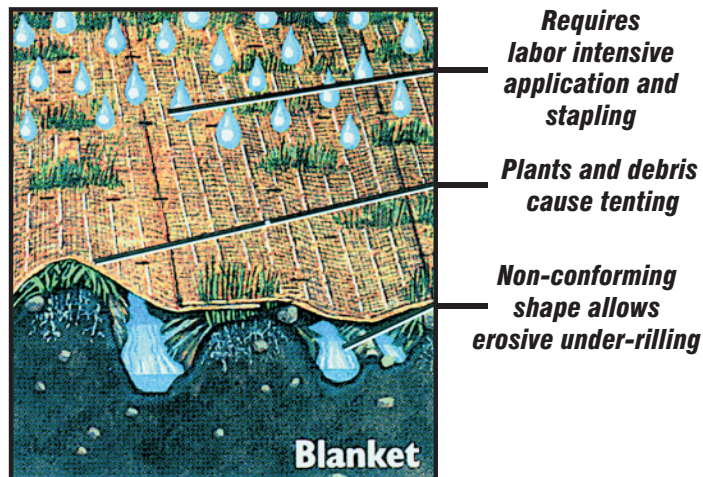 Requires
labor intensive
application and
stapling
Plants and debris
cause tenting
Non-conforming
shape allows
erosive under-rilling
Blanket